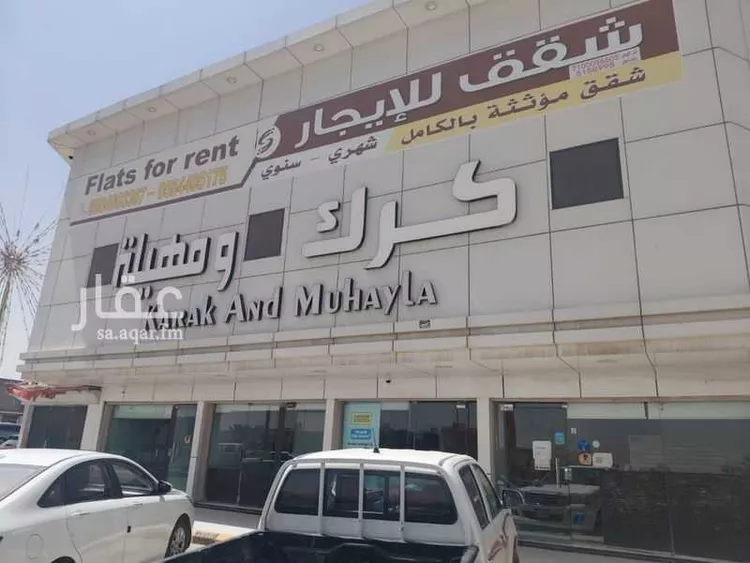 شقق للإيجار
شقق مؤثثة بالكامل
شهري - سنوي
Flats for rent
كرك ومهيلة
KARAK AND MUHAYLA
عقار
sa.aqar.fm